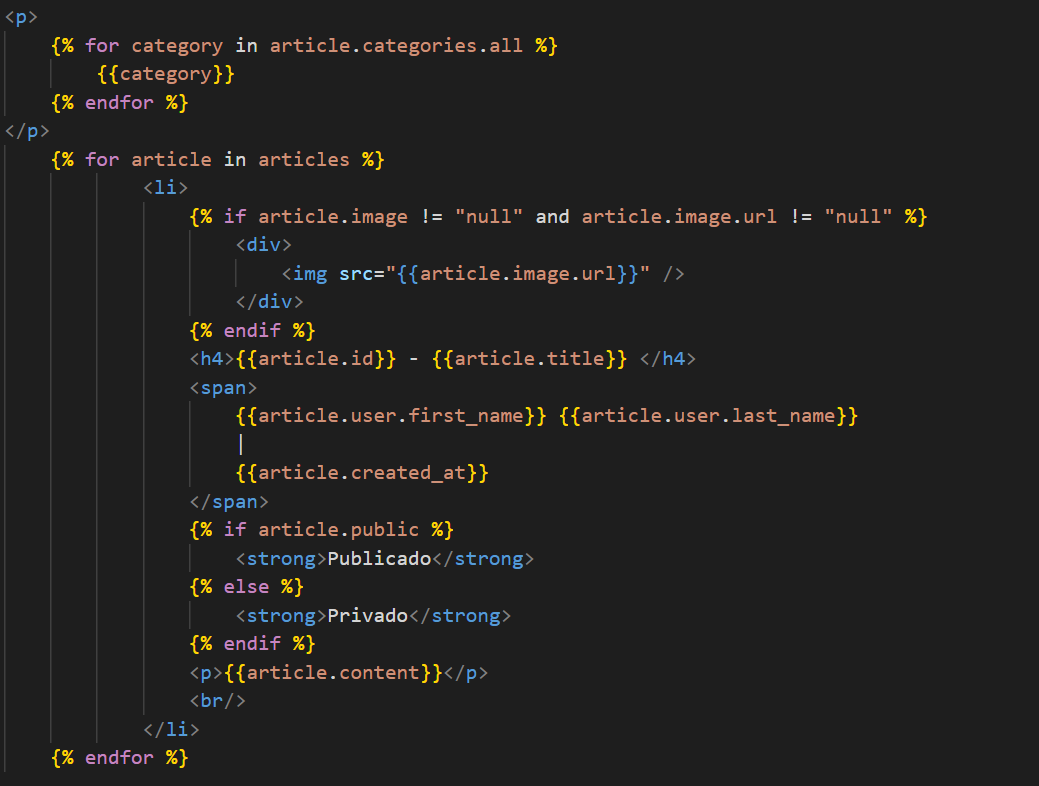 <p>
{% for category in article.categories.all %}
{{category}}
{% endfor %}
</p>
{% for article in articles %}
<li>
{% if article.image != "null" and article.image.url != "null" %}
<div>
<img src="{{article.image.url}}" />
</div>
{% endif %}
<h4>{{article.id}} - {{article.title}} </h4>
<span>
{{article.user.first_name}} {{article.user.last_name}}
|
{{article.created_at}}
</span>
{% if article.public %}
<strong>Publicado</strong>
{% else %}
<strong>Privado</strong>
{% endif %}
<p>{{article.content}}</p>
<br/>
</li>
{% endfor %}